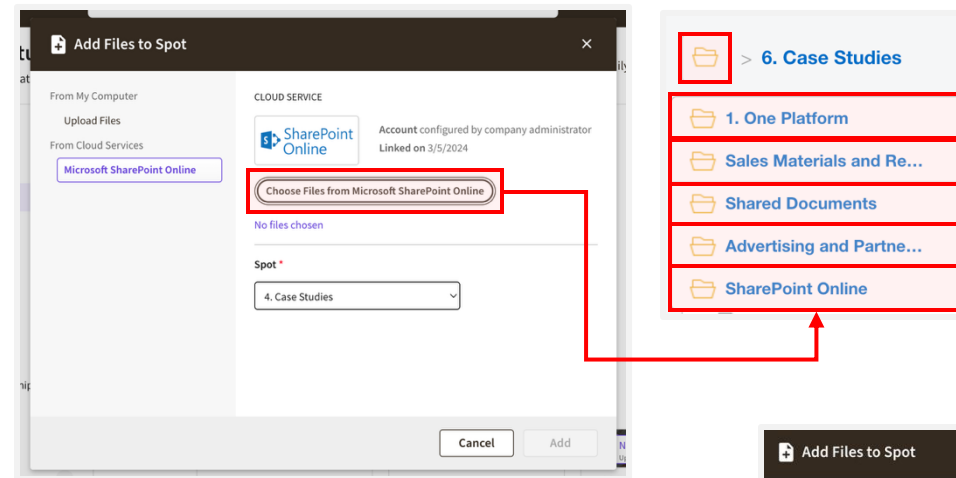 Add Files to Spot
×
From My Computer
Upload Files
From Cloud Services
Microsoft SharePoint Online
CLOUD SERVICE
SharePoint
Online
Account configured by company administrator
Linked on 3/5/2024
Choose Files from Microsoft SharePoint Online
No files chosen
Spot *
4. Case Studies
Cancel
Add
> 6. Case Studies
1. One Platform
Sales Materials and Re...
Shared Documents
Advertising and Partne...
SharePoint Online
Add Files to Spot